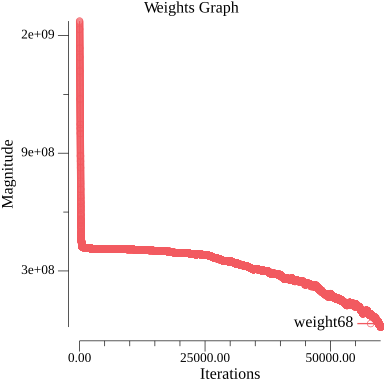 Weights Graph
2e+09
9e+08
3e+08
Magnitude
weight68
0.00 25000.00 50000.00
Iterations